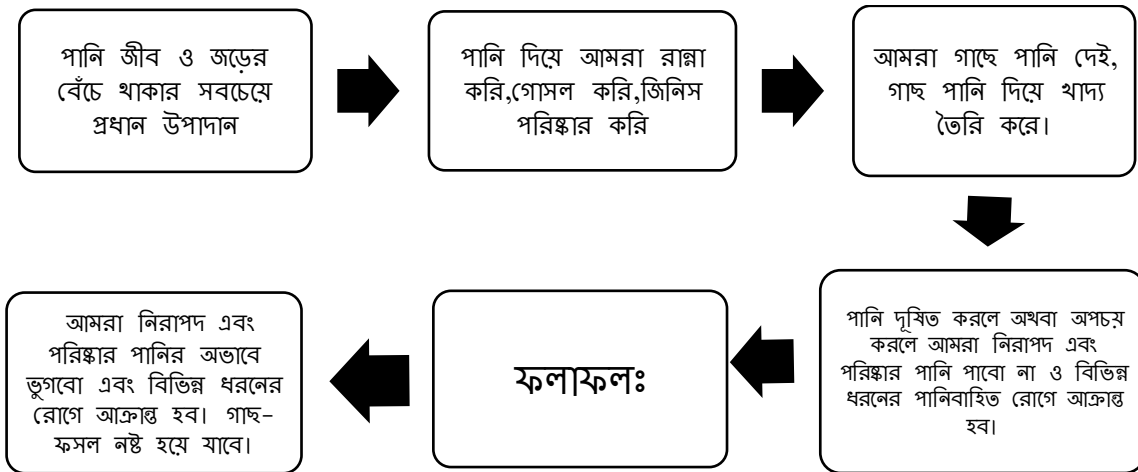 পানি জীব ও জড়ের
বেঁচে থাকার সবচেয়ে
প্রধান উপাদান
পানি দিয়ে আমরা রান্না
করি,গোসল করি,জিনিস
পরিষ্কার করি
আমরা গাছে পানি দেই,
গাছ পানি দিয়ে খাদ্য
তৈরি করে।
পানি দূষিত করলে অথবা অপচয়
করলে আমরা নিরাপদ এবং
পরিষ্কার পানি পাবো না ও বিভিন্ন
ধরনের পানিবাহিত রোগে আক্রান্ত
হব।
ফলাফলঃ
আমরা নিরাপদ এবং
পরিষ্কার পানির অভাবে
ভুগবো এবং বিভিন্ন ধরনের
রোগে আক্রান্ত হব। গাছ-
ফসল নষ্ট হয়ে যাবে।